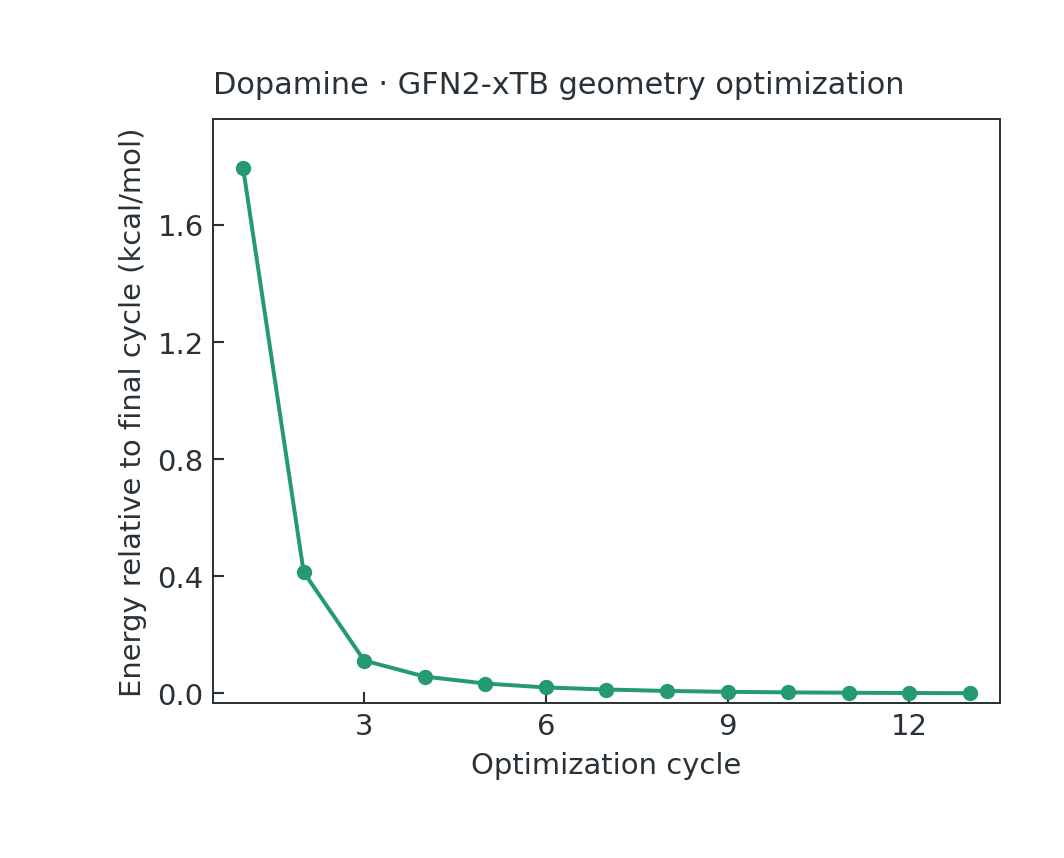 Dopamine · GFN2-xTB geometry optimization
Energy relative to final cycle (kcal/mol)
1.6
1.2
0.8
0.4
0.0
3 6 9 12
Optimization cycle